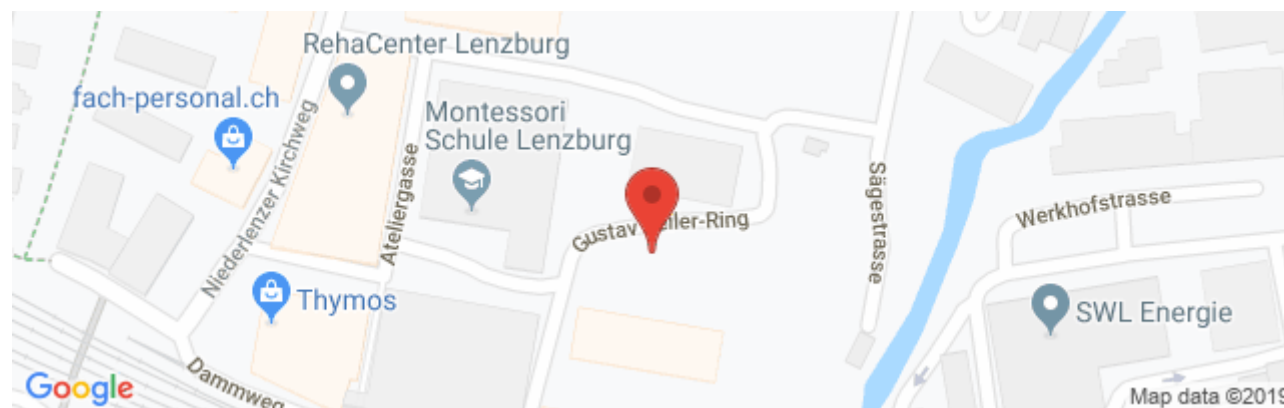 RehaCenter Lenzburg
fach-personal.ch
Montessori
Schule Lenzburg
Niederlenzer Kirchweg
Ateliergasse
Gustav
ller-Ring
Sägestrasse
Werkhofstrasse
Thymos
SWL Energie
Dammweg
Google
Map data ©2019